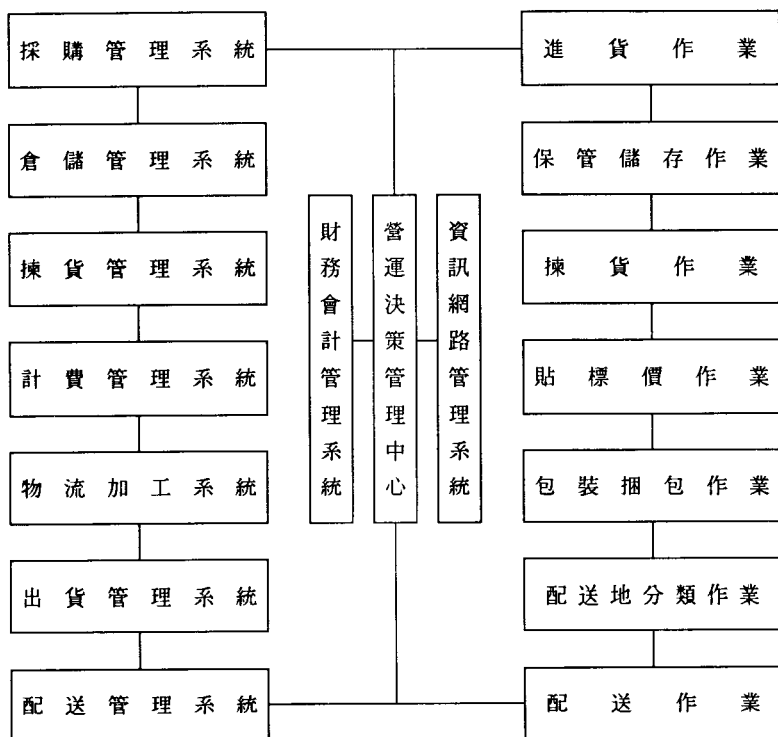 採購管理系統
進貨作業
倉儲管理系統
保管儲存作業
揀貨管理系統
揀貨作業
計費管理系統
貼標價作業
物流加工系統
包裝捆包作業
出貨管理系統
配送地分類作業
配送管理系統
配送作業
財務會計管理系統
營運決策管理中心
資訊網路管理系統